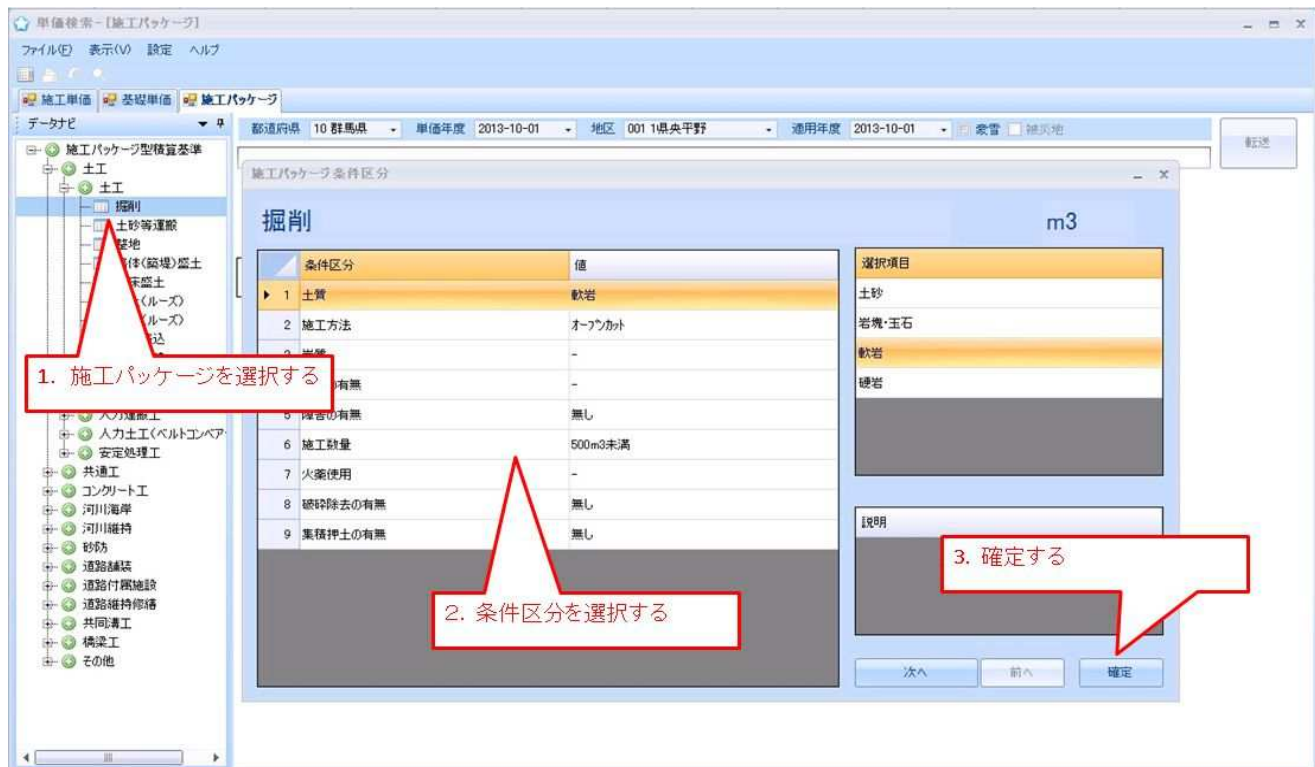 単価検索 - [施工パッケージ]
ファイル(F) 表示(V) 設定 ヘルプ
施工単価 基礎単価 施工パッケージ
データナビ
都道府県 10 群馬県 単価年度 2013-10-01 地区 001 1県央平野 適用年度 2013-10-01 豪雪 被災地
転送
施工パッケージ型積算基準
土工
土工
掘削
土砂等運搬
整地
体(築堤)盛土
床盛土
(ルーズ)
(ルーズ)
込
人力運搬工
人力土工(ベルトコンベア
安定処理工
共通工
コンクリート工
河川海岸
河川維持
砂防
道路舗装
道路付属施設
道路維持修繕
共同溝工
橋梁工
その他
施工パッケージ条件区分
掘削 m3
条件区分 値
1 土質 軟岩
2 施工方法 オープンカット
-
の有無 -
5 障害の有無 無し
6 施工数量 500m3未満
7 火薬使用 -
8 破砕除去の有無 無し
9 集積押土の有無 無し
選択項目
土砂
岩塊・玉石
軟岩
硬岩
説明
次へ 前へ 確定
1. 施工パッケージを選択する
2. 条件区分を選択する
3. 確定する